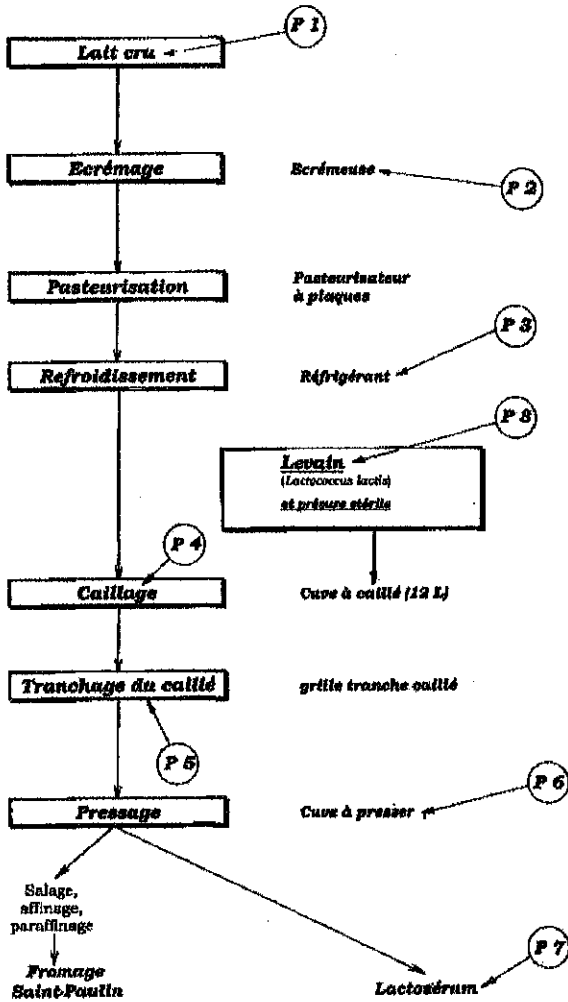 P 1
Lait cru
Ecrémage
Ecrémeuse
P 2
Pasteurisation
Pasteurisateur
à plaques
P 3
Refroidissement
Réfrigérant
P 8
Levain
(Lactococcus lactis)
et présure stérile
P 4
Caillage
Cuve à caillé (12 L)
Tranchage du caillé
grille tranche caillé
P 5
P 6
Pressage
Cuve à presser
Salage,
affinage,
paraffinage
P 7
Fromage
Saint-Paulin
Lactosérum